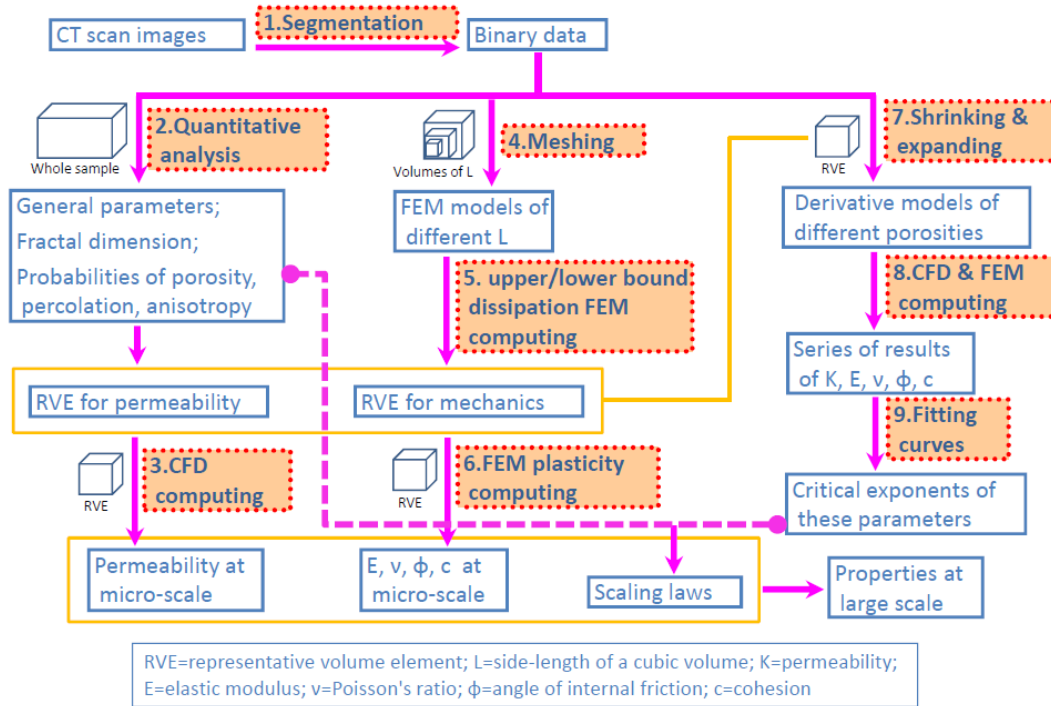 CT scan images
1.Segmentation
Binary data
Whole sample
2.Quantitative
analysis
Volumes of L
4.Meshing
RVE
7.Shrinking &
expanding
General parameters;
Fractal dimension;
Probabilities of porosity,
percolation, anisotropy
FEM models of
different L
Derivative models of
different porosities
5. upper/lower bound
dissipation FEM
computing
8.CFD & FEM
computing
Series of results
of K, E, ν, ϕ, c
RVE for permeability
RVE for mechanics
9.Fitting
curves
RVE
3.CFD
computing
RVE
6.FEM plasticity
computing
Critical exponents of
these parameters
Permeability at
micro-scale
E, ν, ϕ, c at
micro-scale
Scaling laws
Properties at
large scale
RVE=representative volume element; L=side-length of a cubic volume; K=permeability;
E=elastic modulus; ν=Poisson's ratio; ϕ=angle of internal friction; c=cohesion